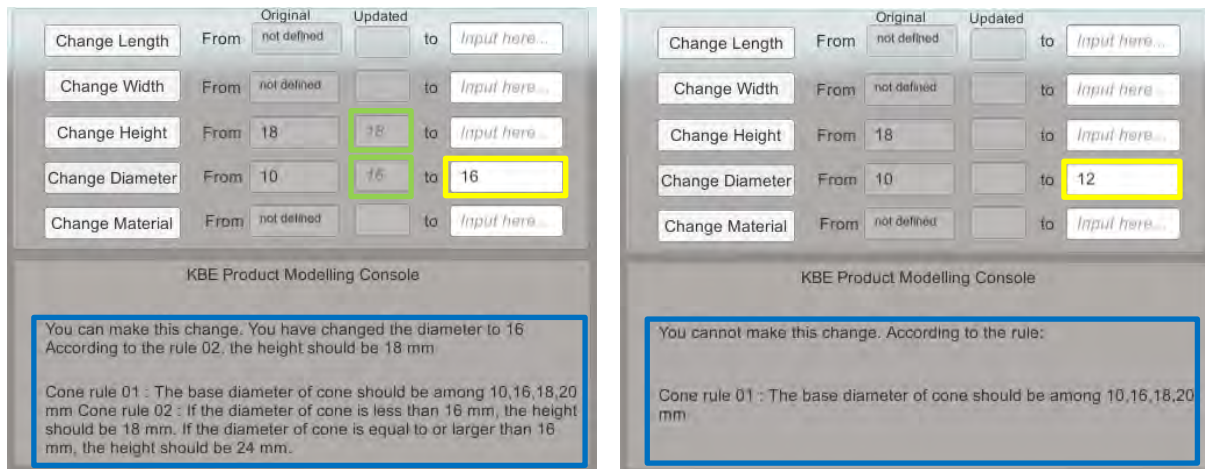 Original Updated
Change Length From not defined to Input here...
Change Width From not defined to Input here...
Change Height From 18 18 to Input here...
Change Diameter From 10 16 to 16
Change Material From not defined to Input here...
KBE Product Modelling Console
You can make this change. You have changed the diameter to 16
According to the rule 02. the height should be 18 mm
Cone rule 01 : The base diameter of cone should be among 10,16,18,20
mm Cone rule 02 : If the diameter of cone is less than 16 mm, the height
should be 18 mm. If the diameter of cone is equal to or larger than 16
mm, the height should be 24 mm.
Original Updated
Change Length From not defined to Input here...
Change Width From not defined to Input here...
Change Height From 18 to Input here...
Change Diameter From 10 to 12
Change Material From not defined to Input here...
KBE Product Modelling Console
You cannot make this change. According to the rule:
Cone rule 01 : The base diameter of cone should be among 10,16,18,20
mm